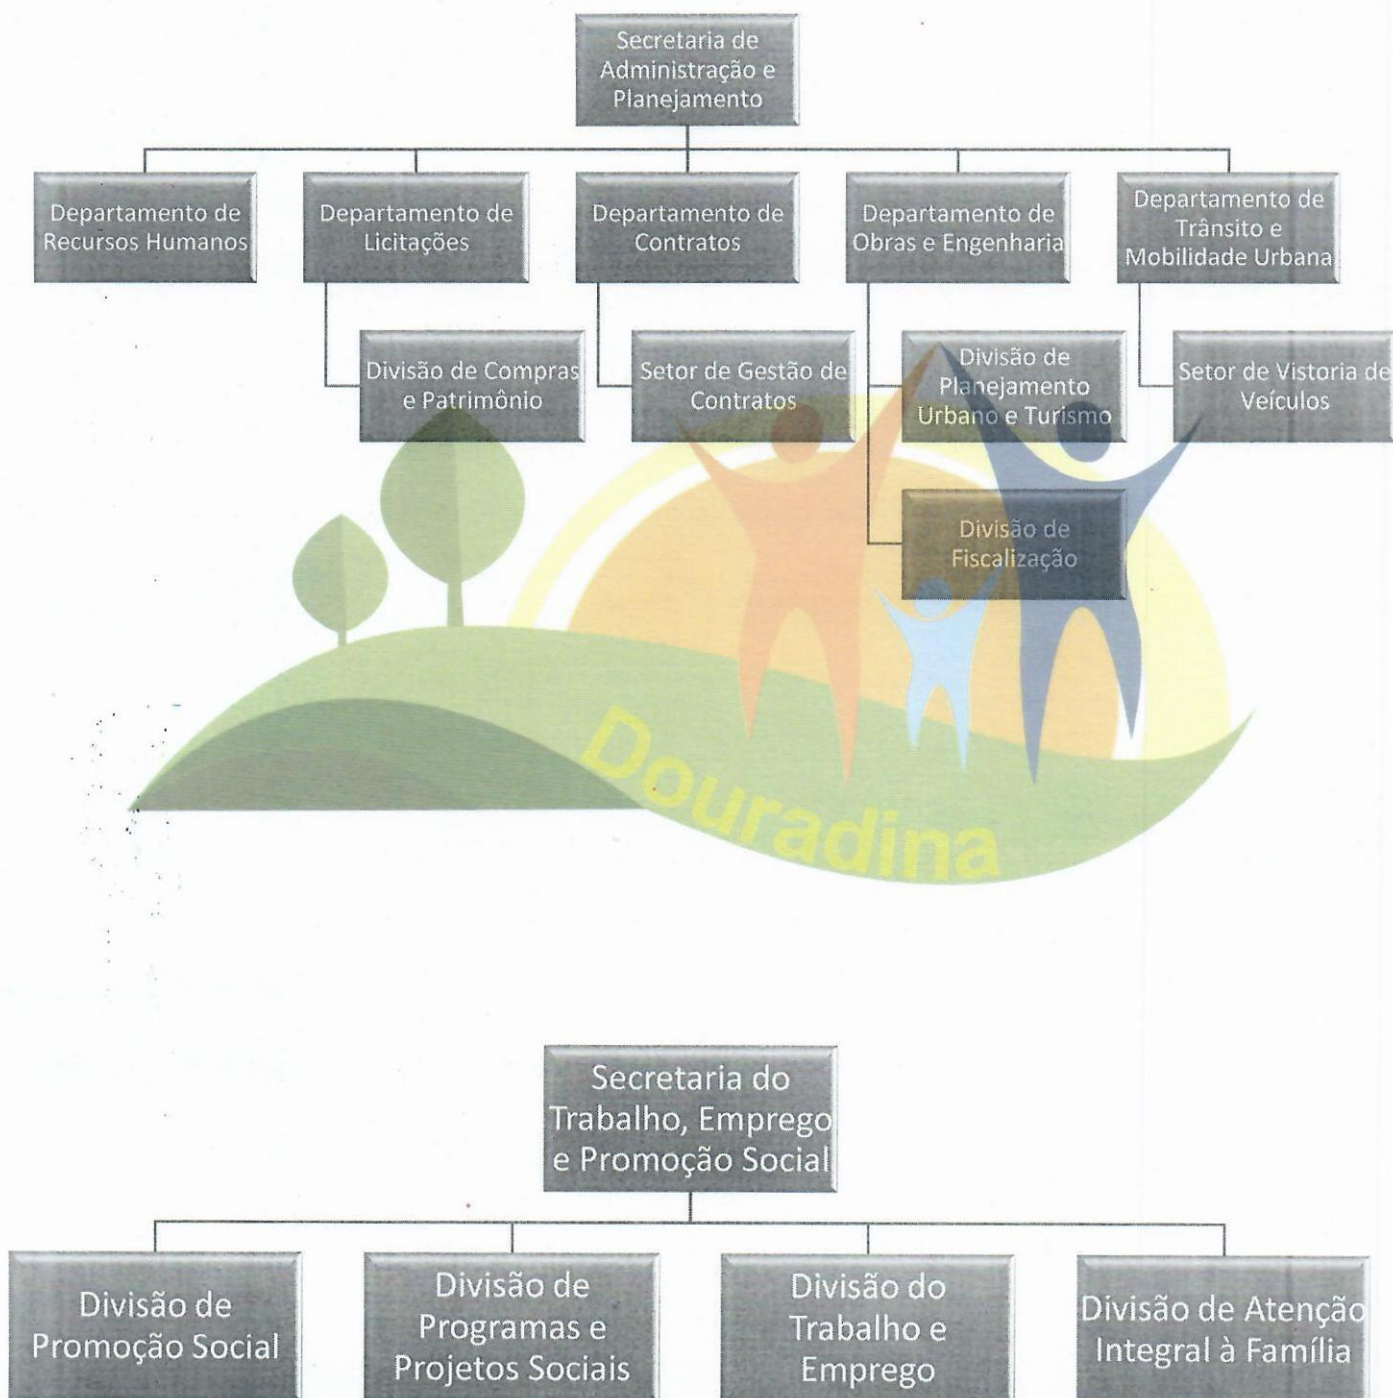 Secretaria de
Administração e
Planejamento
Departamento de
Recursos Humanos
Departamento de
Licitações
Departamento de
Contratos
Departamento de
Obras e Engenharia
Departamento de
Trânsito e
Mobilidade Urbana
Divisão de Compras
e Patrimônio
Setor de Gestão de
Contratos
Divisão de
Planejamento
Urbano e Turismo
Setor de Vistoria de
Veículos
Divisão de
Fiscalização
Douradina
Secretaria do
Trabalho, Emprego
e Promoção Social
Divisão de
Promoção Social
Divisão de
Programas e
Projetos Sociais
Divisão do
Trabalho e
Emprego
Divisão de Atenção
Integral à Família